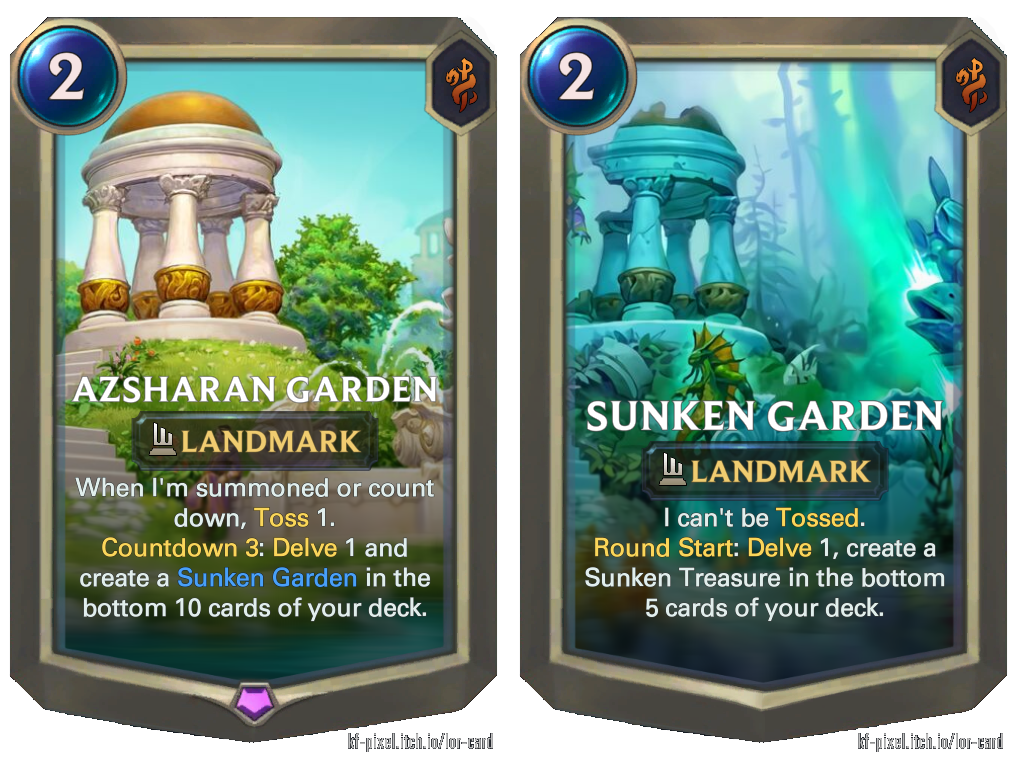 2
AZSHARAN GARDEN
LANDMARK
When I'm summoned or count
down, Toss 1.
Countdown 3: Delve 1 and
create a Sunken Garden in the
bottom 10 cards of your deck.
kf-pixel.itch.io/lor-card
2
SUNKEN GARDEN
LANDMARK
I can't be Tossed.
Round Start: Delve 1, create a
Sunken Treasure in the bottom
5 cards of your deck.
kf-pixel.itch.io/lor-card